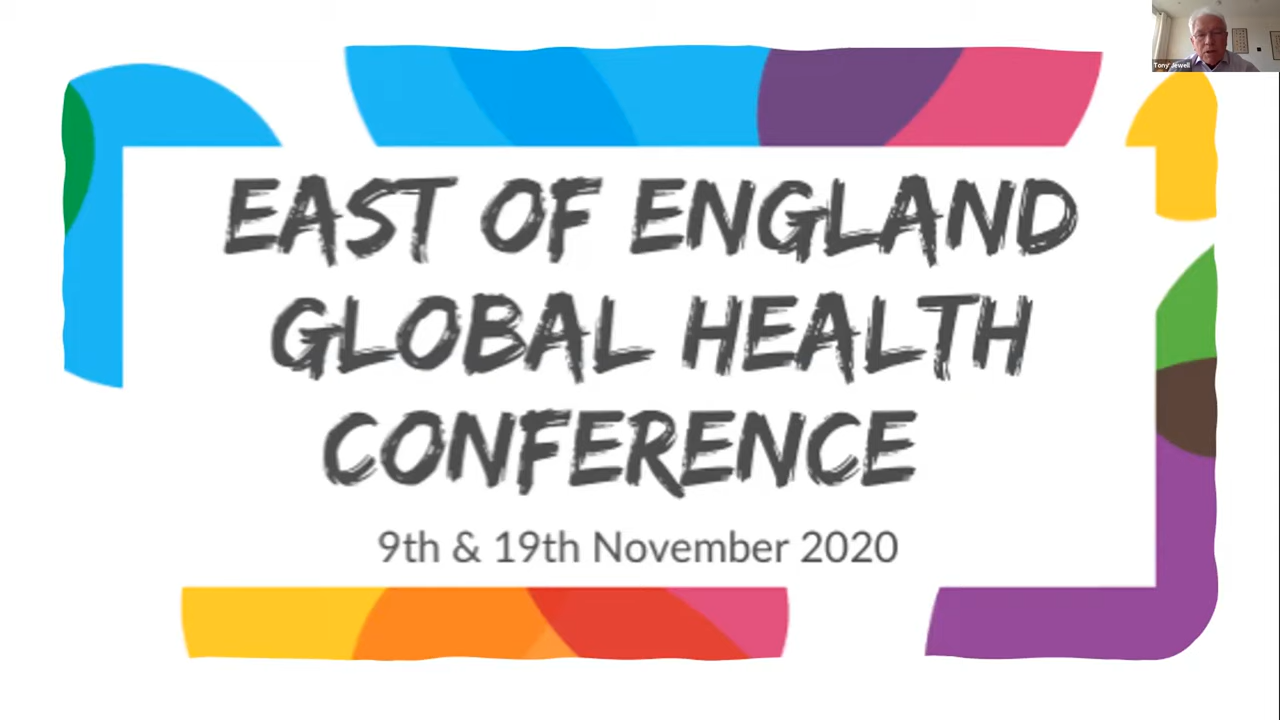 Tony Jewell
EAST OF ENGLAND
GLOBAL HEALTH
CONFERENCE
9th & 19th November 2020